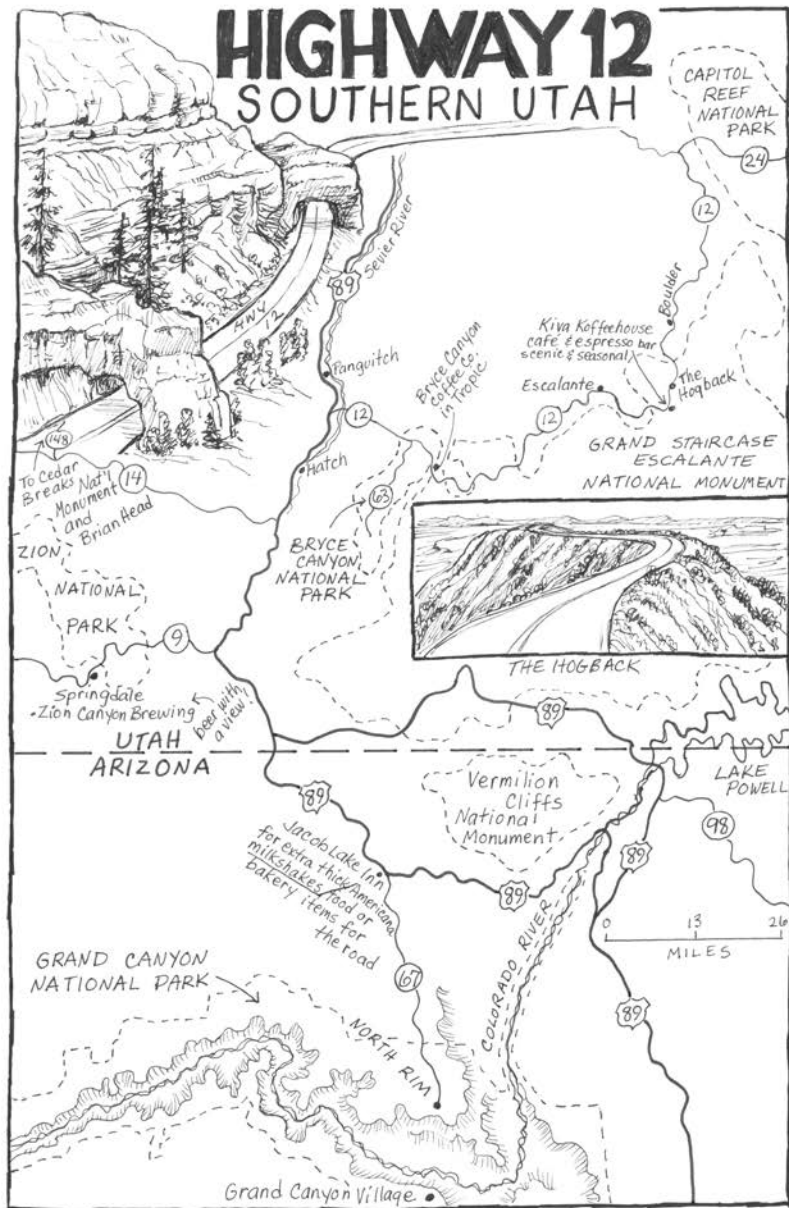 HIGHWAY 12
SOUTHERN UTAH
CAPITOL
REEF
NATIONAL
PARK
24
12
Sevier River
89
HWY
12
Boulder
Kiva Koffeehouse
café & espresso bar
scenic & seasonal
Panguitch
Bryce Canyon
Coffee Co.
in Tropic
Escalante
The
Hogback
12
12
148
To Cedar
Breaks Nat'l
Monument
and
Brian Head
14
Hatch
GRAND STAIRCASE
ESCALANTE
NATIONAL MONUMENT
63
BRYCE
CANYON
NATIONAL
PARK
ZION
NATIONAL
PARK
9
THE HOGBACK
Springdale
•Zion Canyon Brewing
beer with
a view!
89
UTAH
ARIZONA
LAKE
POWELL
Vermilion
Cliffs
National
Monument
89
98
89
Jacob Lake Inn
for extra thick Americana
milkshakes, food or
bakery items for
the road
89
0 13 26
MILES
COLORADO RIVER
67
GRAND CANYON
NATIONAL PARK
NORTH RIM
89
Grand Canyon Village